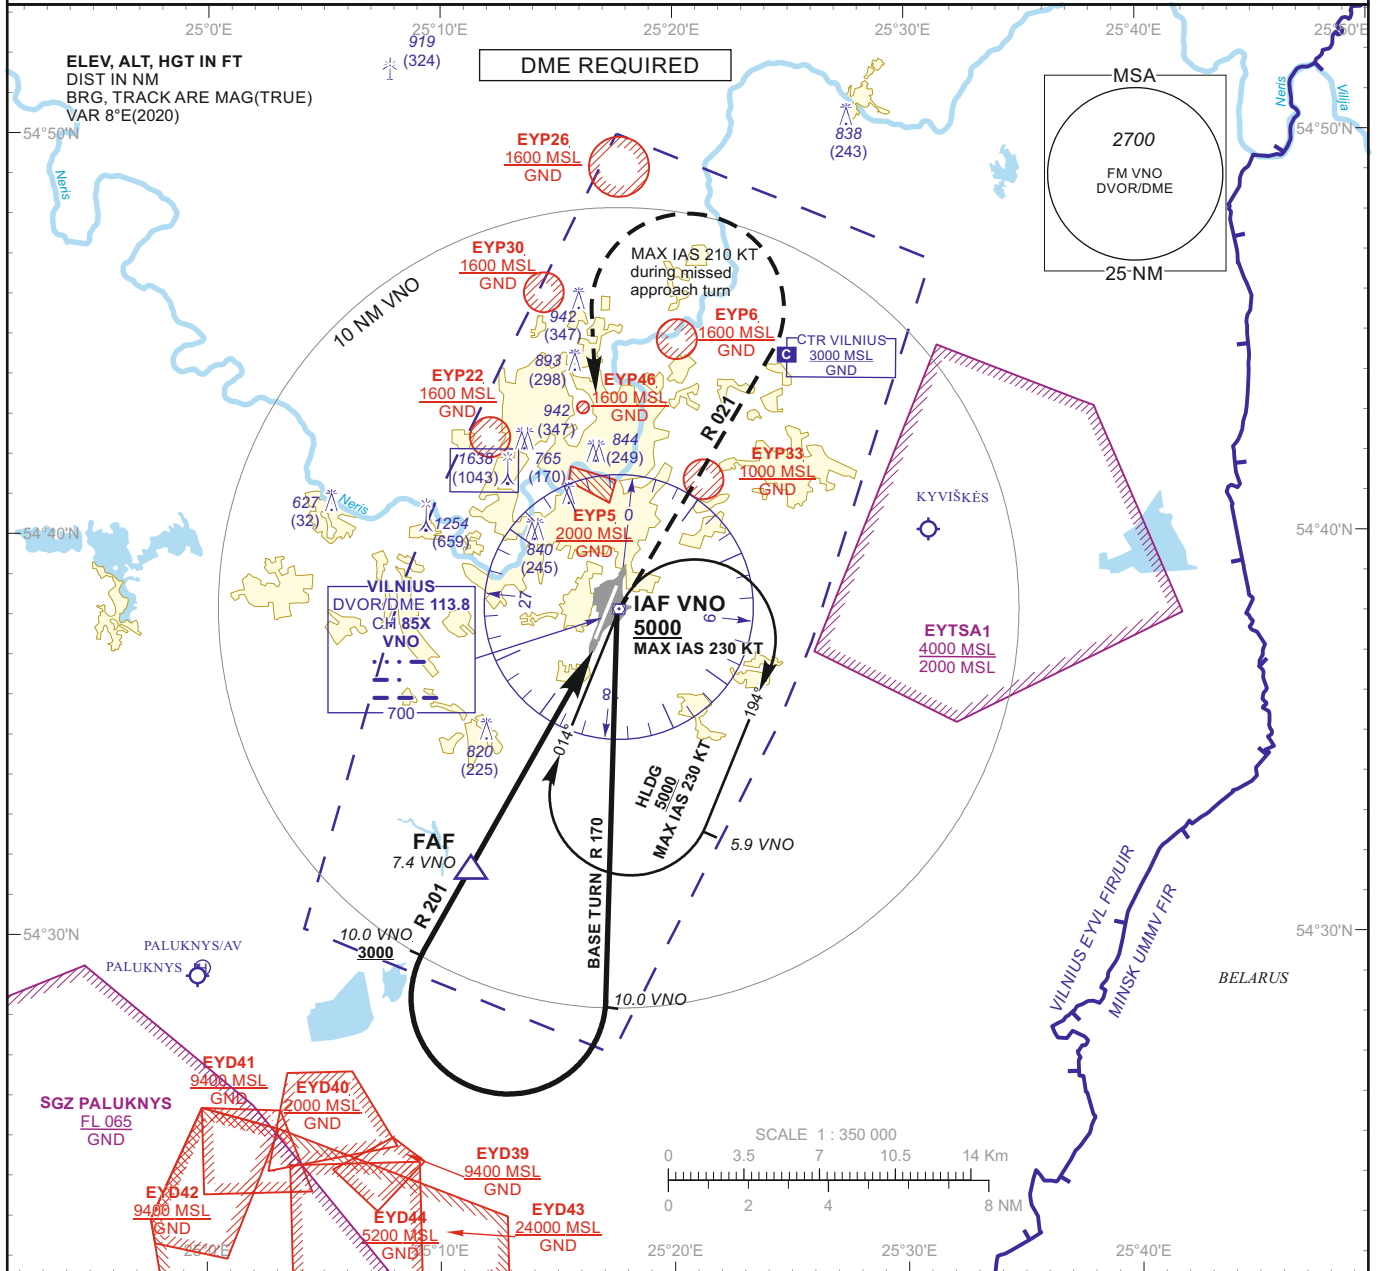 25°0'E
25°10'E
25°20'E
25°30'E
25°40'E
25°50'E
ELEV, ALT, HGT IN FT
DIST IN NM
BRG, TRACK ARE MAG(TRUE)
VAR 8°E(2020)
919
(324)
DME REQUIRED
MSA
2700
FM VNO
DVOR/DME
25 NM
Neris
Vilija
838
(243)
54°50'N
54°50'N
EYP26
1600 MSL
GND
Neris
EYP30
1600 MSL
GND
MAX IAS 210 KT
during missed
approach turn
10 NM VNO
942
(347)
EYP6
1600 MSL
GND
C
CTR VILNIUS
3000 MSL
GND
893
(298)
EYP22
1600 MSL
GND
EYP46
1600 MSL
GND
942
(347)
R 021
844
(249)
EYP33
1000 MSL
GND
1638
(1043)
765
(170)
KYVIŠKĖS
627
(32)
Neris
1254
(659)
EYP5
2000 MSL
GND
0
840
(245)
54°40'N
54°40'N
VILNIUS
DVOR/DME 113.8
CH 85X
VNO
700
27
9
IAF VNO
5000
MAX IAS 230 KT
EYTSA1
4000 MSL
2000 MSL
8
194°
014°
820
(225)
HLDG
5000
MAX IAS 230 KT
5.9 VNO
FAF
7.4 VNO
R 201
BASE TURN R 170
10.0 VNO
3000
10.0 VNO
54°30'N
54°30'N
PALUKNYS/AV
PALUKNYS
H
VILNIUS EYVL FIR/UIR
MINSK UMMV FIR
BELARUS
EYD41
9400 MSL
GND
EYD40
2000 MSL
GND
SGZ PALUKNYS
FL 065
GND
EYD39
9400 MSL
GND
EYD42
9400 MSL
GND
EYD44
5200 MSL
GND
EYD43
24000 MSL
GND
SCALE 1 : 350 000
0
3.5
7
10.5
14 Km
0
2
4
8 NM
25°0'E
25°10'E
25°20'E
25°30'E
25°40'E